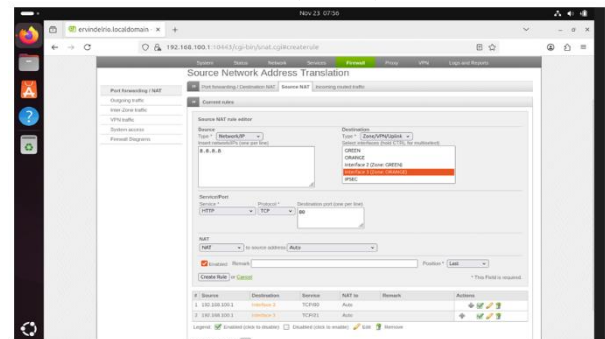 Nov 23 07:56
ervindelris.localdomain - ×
192.168.100.1:10443/cgi-bin/snat.cgi#createrule
System Status Network Services Firewall Proxy VPN Logs and Reports
Source Network Address Translation
Port forwarding / NAT
Outgoing traffic
Inter-Zone traffic
VPN traffic
System access
Firewall Diagrams
Port forwarding / Destination NAT Source NAT Incoming routed traffic
Current rules
Source NAT rule editor
Source Destination
Type * Network/IP Type * Zone/VPN/Uplink
Insert network/IPs (one per line) Select interfaces (hold CTRL for multiselect)
0.0.0.0
GREEN
ORANGE
Interface 2 (Zone: GREEN)
Interface 3 (Zone: ORANGE)
IPSEC
Service/Port
Service * Protocol * Destination port (one per line)
HTTP TCP 80
NAT
NAT to source address Auto
Enabled Remark Position * Last
Create Rule or Cancel * This Field is required.
# Source Destination Service NAT to Remark Actions
1 192.168.100.1 Interface 2 TCP/80 Auto
2 192.168.100.1 Interface 3 TCP/21 Auto
Legend: Enabled (click to disable) Disabled (click to enable) Edit Remove